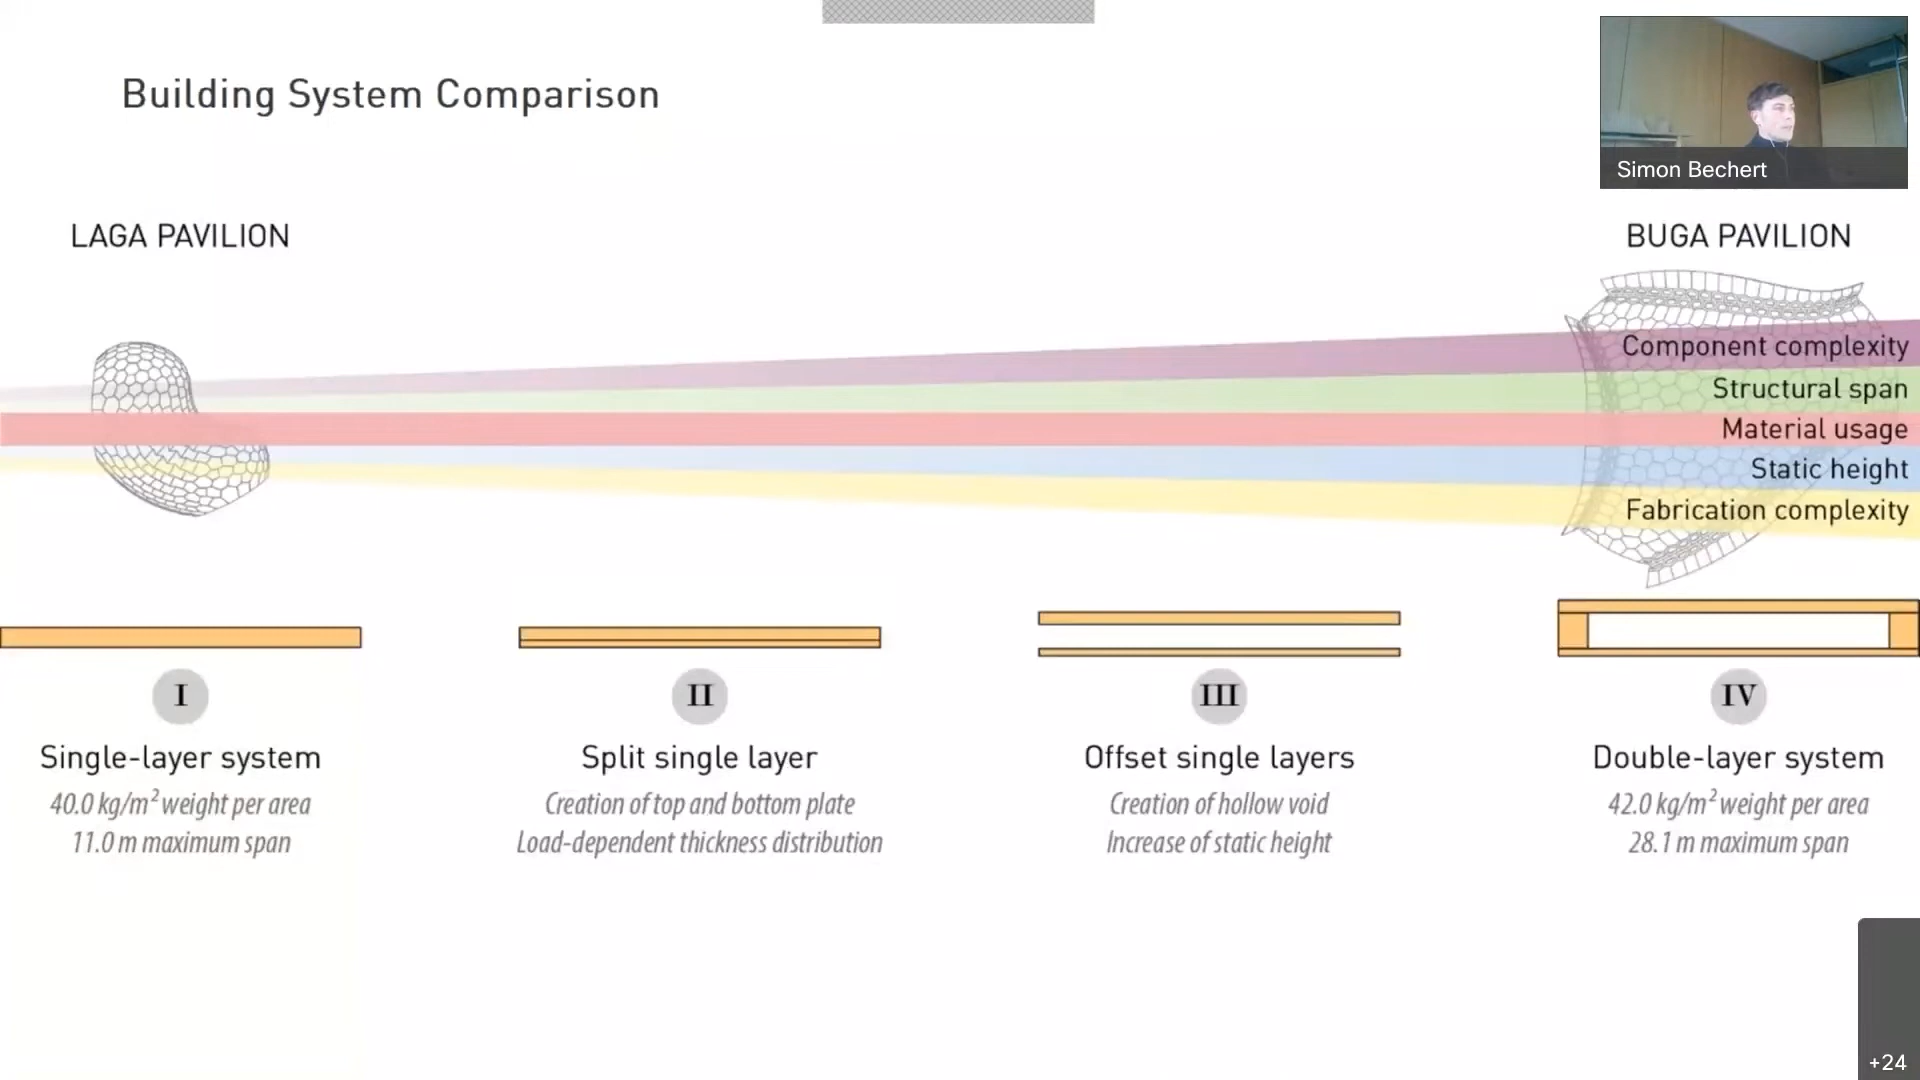 Building System Comparison
Simon Bechert
LAGA PAVILION
BUGA PAVILION
Component complexity
Structural span
Material usage
Static height
Fabrication complexity
I
Single-layer system
40.0 kg/m² weight per area
11.0 m maximum span
II
Split single layer
Creation of top and bottom plate
Load-dependent thickness distribution
III
Offset single layers
Creation of hollow void
Increase of static height
IV
Double-layer system
42.0 kg/m² weight per area
28.1 m maximum span
+24